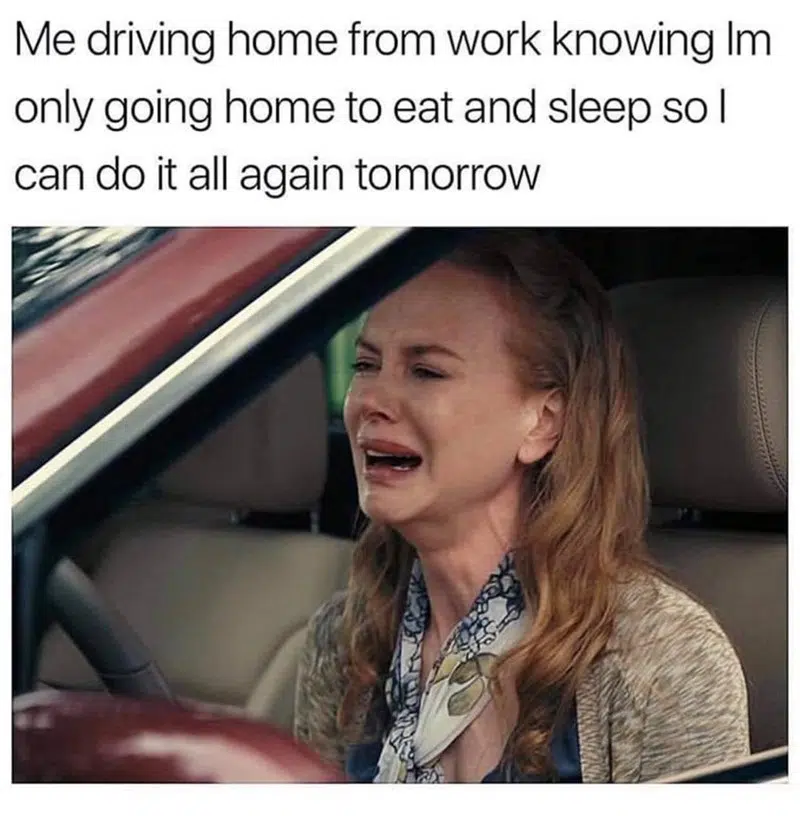 Me driving home from work knowing Im
only going home to eat and sleep so I
can do it all again tomorrow